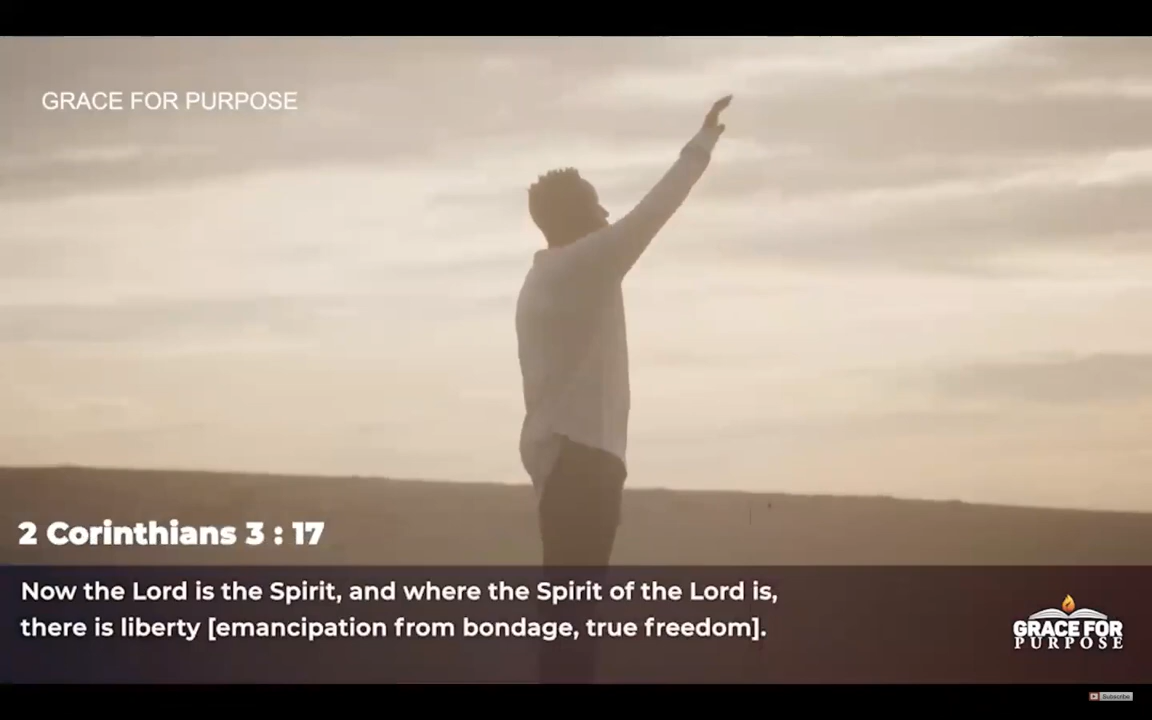 GRACE FOR PURPOSE
2 Corinthians 3 : 17
Now the Lord is the Spirit, and where the Spirit of the Lord is,
there is liberty [emancipation from bondage, true freedom].
GRACE FOR
PURPOSE
Subscribe